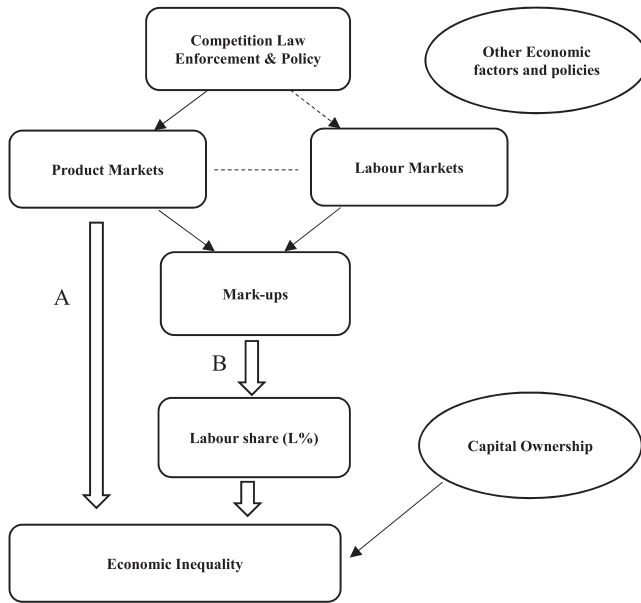 Competition Law
Enforcement & Policy
Other Economic
factors and policies
Product Markets
Labour Markets
A
Mark-ups
B
Labour share (L%)
Capital Ownership
Economic Inequality